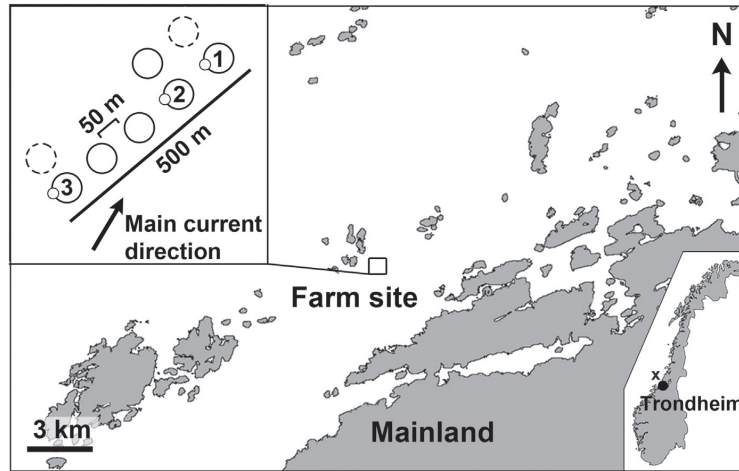 1
N
2
50 m
500 m
3
Main current
direction
Farm site
x
Trondheim
3 km
Mainland